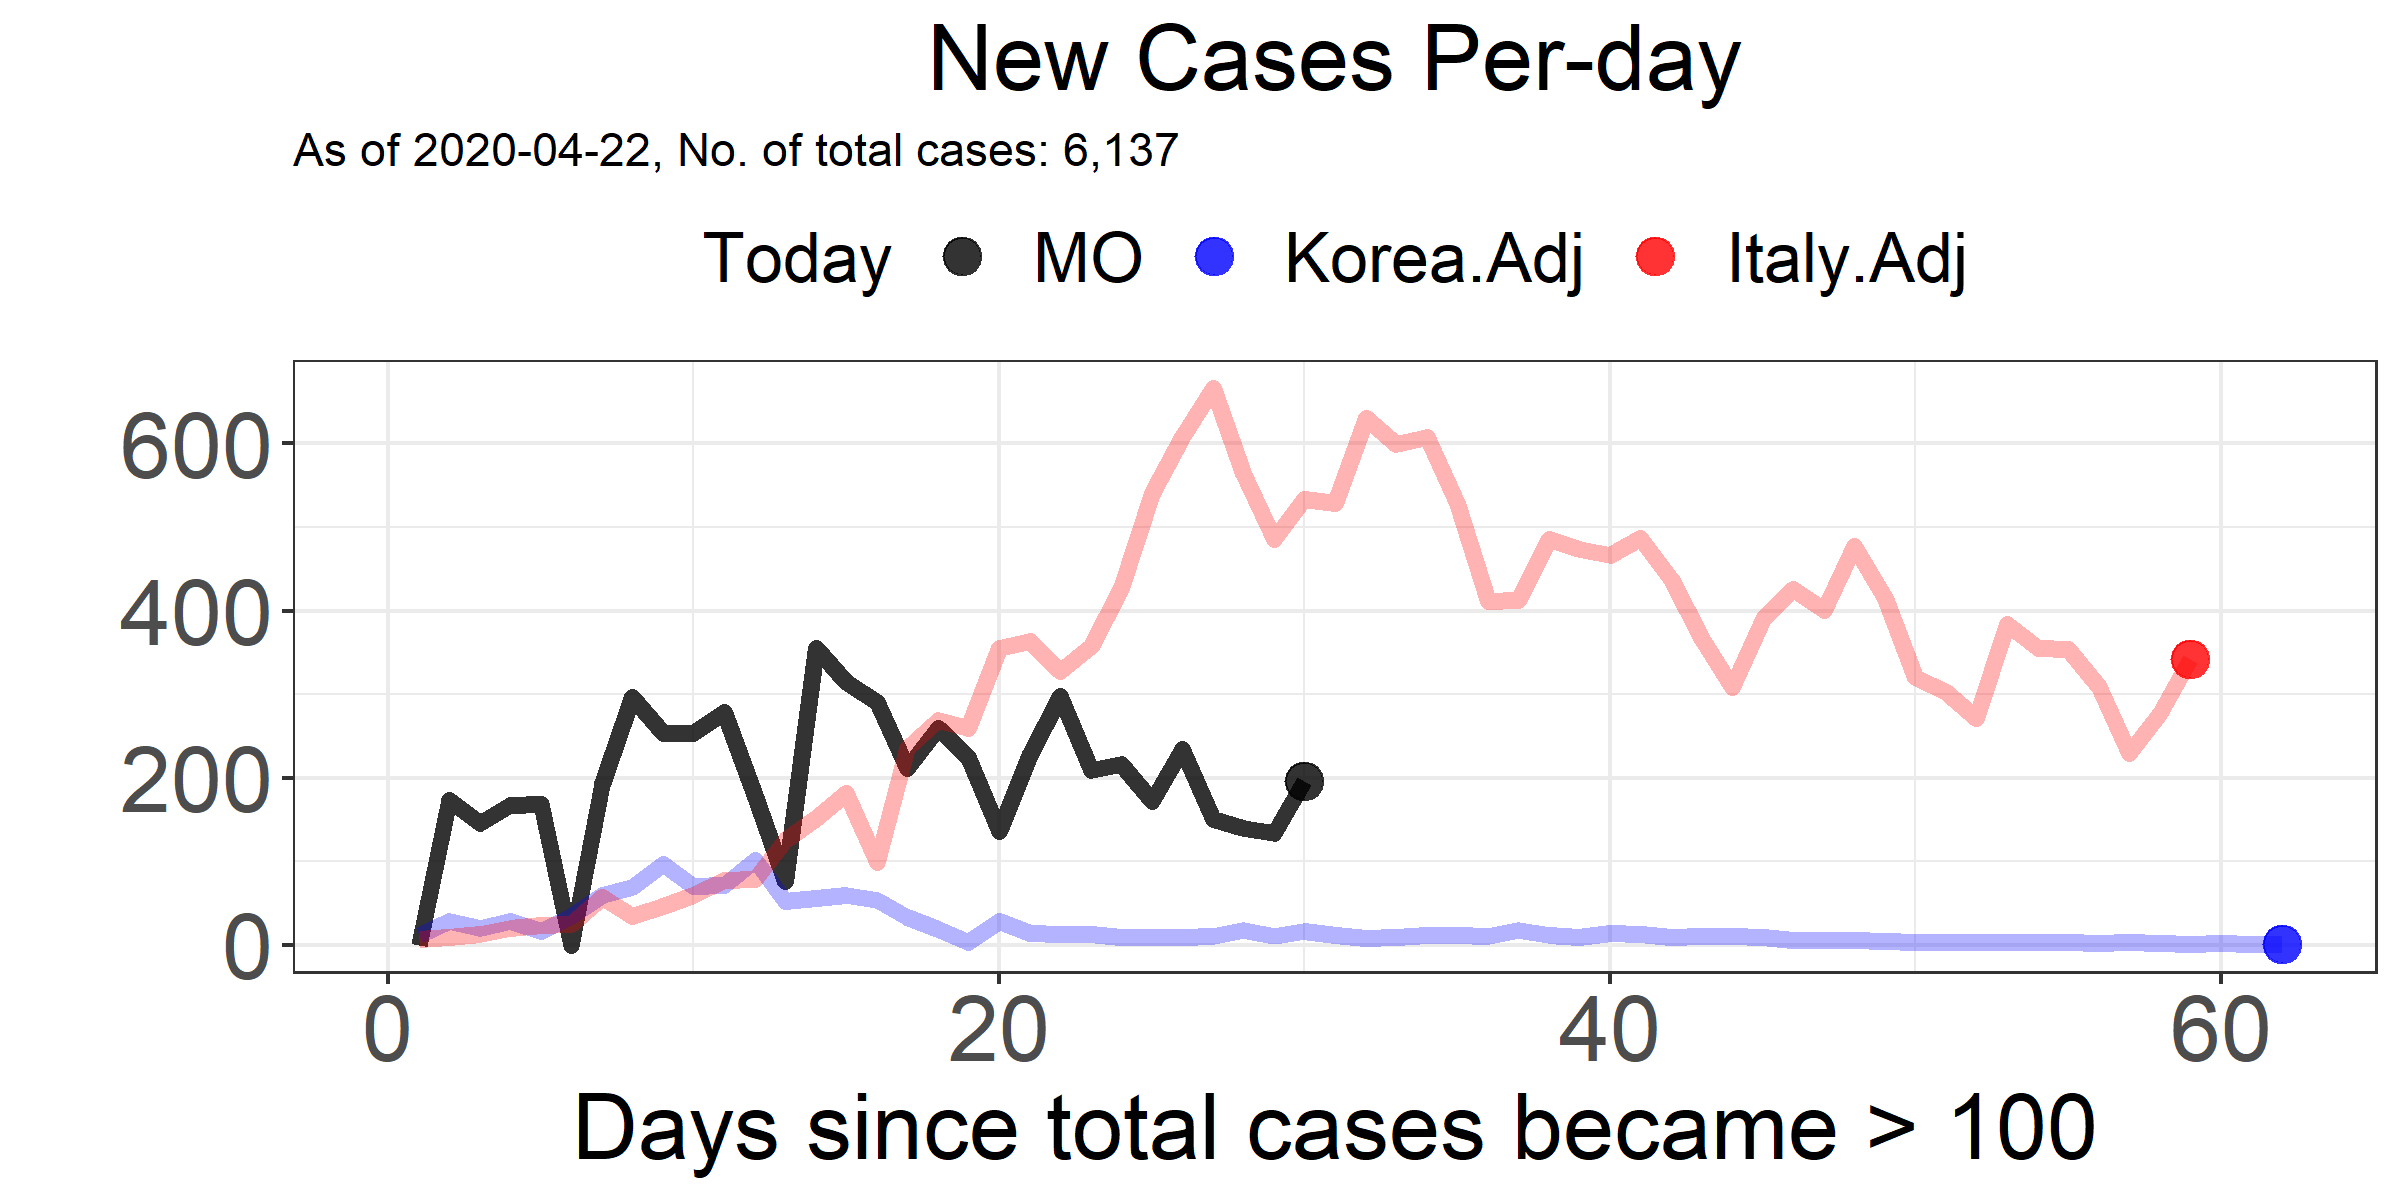 New Cases Per-day
As of 2020-04-22, No. of total cases: 6,137
Today MO Korea.Adj Italy.Adj
600
400
200
0
0 20 40 60
Days since total cases became > 100